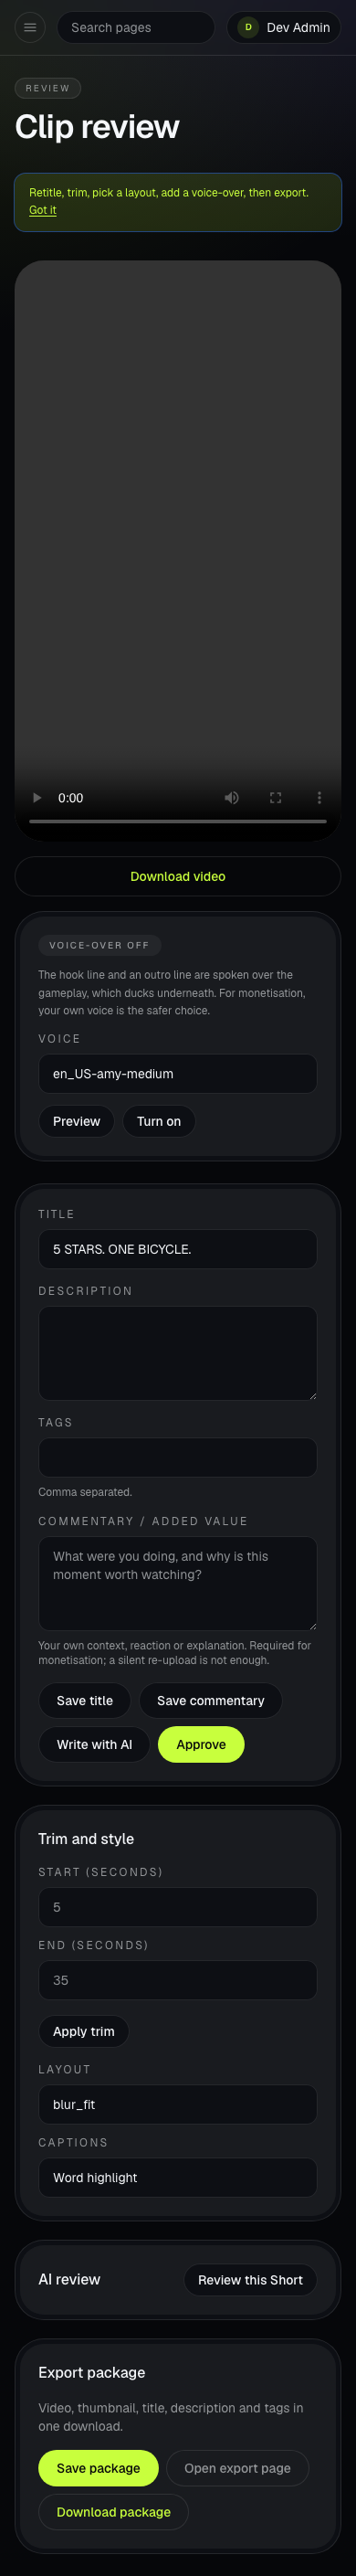 Search pages
D
Dev Admin
REVIEW
Clip review
Retitle, trim, pick a layout, add a voice-over, then export.
Got it
0:00
Download video
VOICE-OVER OFF
The hook line and an outro line are spoken over the
gameplay, which ducks underneath. For monetisation,
your own voice is the safer choice.
VOICE
en_US-amy-medium
Preview
Turn on
TITLE
5 STARS. ONE BICYCLE.
DESCRIPTION
TAGS
Comma separated.
COMMENTARY / ADDED VALUE
What were you doing, and why is this
moment worth watching?
Your own context, reaction or explanation. Required for
monetisation; a silent re-upload is not enough.
Save title
Save commentary
Write with AI
Approve
Trim and style
START (SECONDS)
5
END (SECONDS)
35
Apply trim
LAYOUT
blur_fit
CAPTIONS
Word highlight
AI review
Review this Short
Export package
Video, thumbnail, title, description and tags in
one download.
Save package
Open export page
Download package